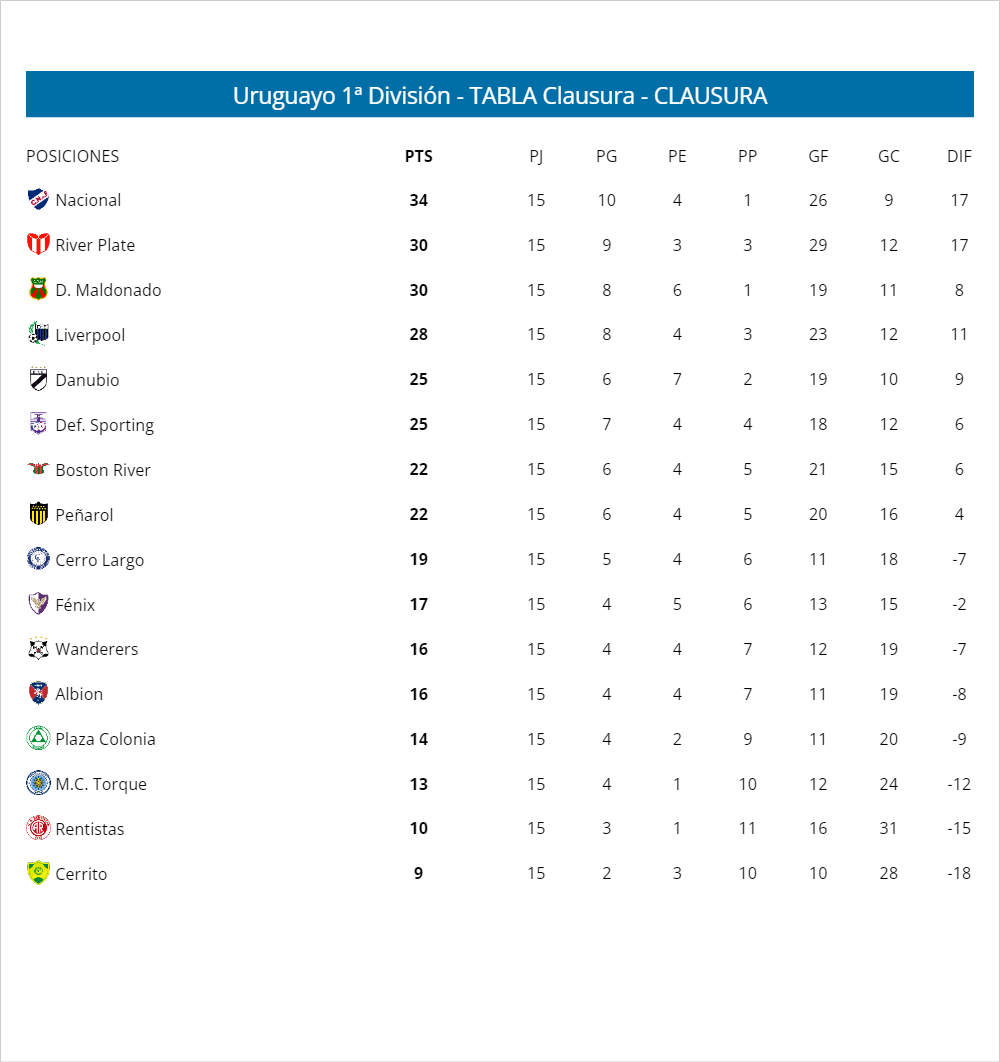 Uruguayo 1ª División - TABLA Clausura - CLAUSURA
POSICIONES PTS PJ PG PE PP GF GC DIF
Nacional 34 15 10 4 1 26 9 17
River Plate 30 15 9 3 3 29 12 17
D. Maldonado 30 15 8 6 1 19 11 8
Liverpool 28 15 8 4 3 23 12 11
Danubio 25 15 6 7 2 19 10 9
Def. Sporting 25 15 7 4 4 18 12 6
Boston River 22 15 6 4 5 21 15 6
Peñarol 22 15 6 4 5 20 16 4
Cerro Largo 19 15 5 4 6 11 18 -7
Fénix 17 15 4 5 6 13 15 -2
Wanderers 16 15 4 4 7 12 19 -7
Albion 16 15 4 4 7 11 19 -8
Plaza Colonia 14 15 4 2 9 11 20 -9
M.C. Torque 13 15 4 1 10 12 24 -12
Rentistas 10 15 3 1 11 16 31 -15
Cerrito 9 15 2 3 10 10 28 -18